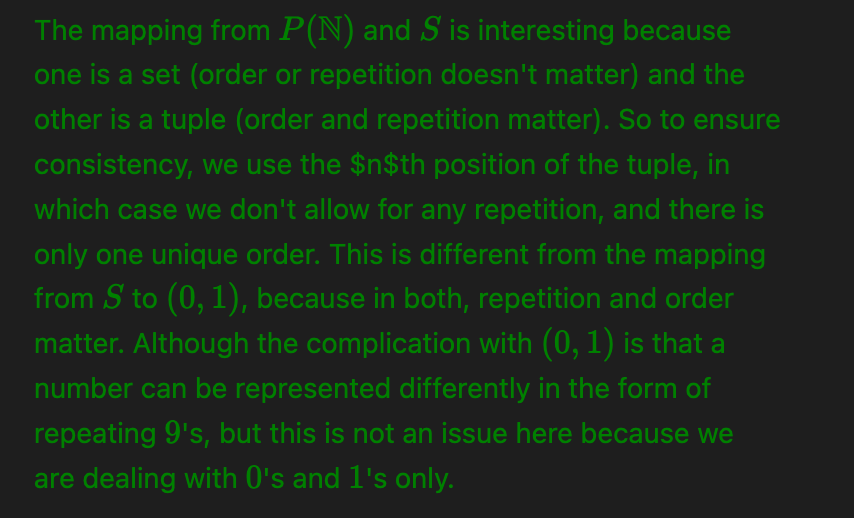 The mapping from P(ℕ) and S is interesting because
one is a set (order or repetition doesn't matter) and the
other is a tuple (order and repetition matter). So to ensure
consistency, we use the $n$th position of the tuple, in
which case we don't allow for any repetition, and there is
only one unique order. This is different from the mapping
from S to (0, 1), because in both, repetition and order
matter. Although the complication with (0, 1) is that a
number can be represented differently in the form of
repeating 9's, but this is not an issue here because we
are dealing with 0's and 1's only.